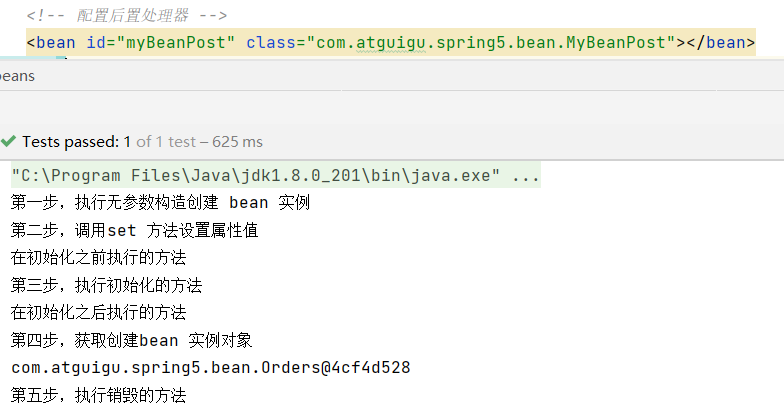 <!-- 配置后置处理器 -->
<bean id="myBeanPost" class="com.atguigu.spring5.bean.MyBeanPost"></bean>
beans
Tests passed: 1 of 1 test – 625 ms
"C:\Program Files\Java\jdk1.8.0_201\bin\java.exe" ...
第一步，执行无参数构造创建 bean 实例
第二步，调用set 方法设置属性值
在初始化之前执行的方法
第三步，执行初始化的方法
在初始化之后执行的方法
第四步，获取创建bean 实例对象
com.atguigu.spring5.bean.Orders@4cf4d528
第五步，执行销毁的方法